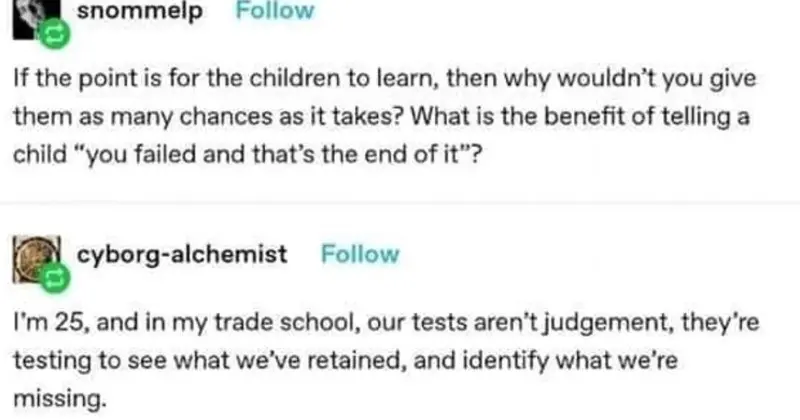 snommelp Follow
If the point is for the children to learn, then why wouldn't you give
them as many chances as it takes? What is the benefit of telling a
child "you failed and that's the end of it"?
cyborg-alchemist Follow
I'm 25, and in my trade school, our tests aren't judgement, they're
testing to see what we've retained, and identify what we're
missing.